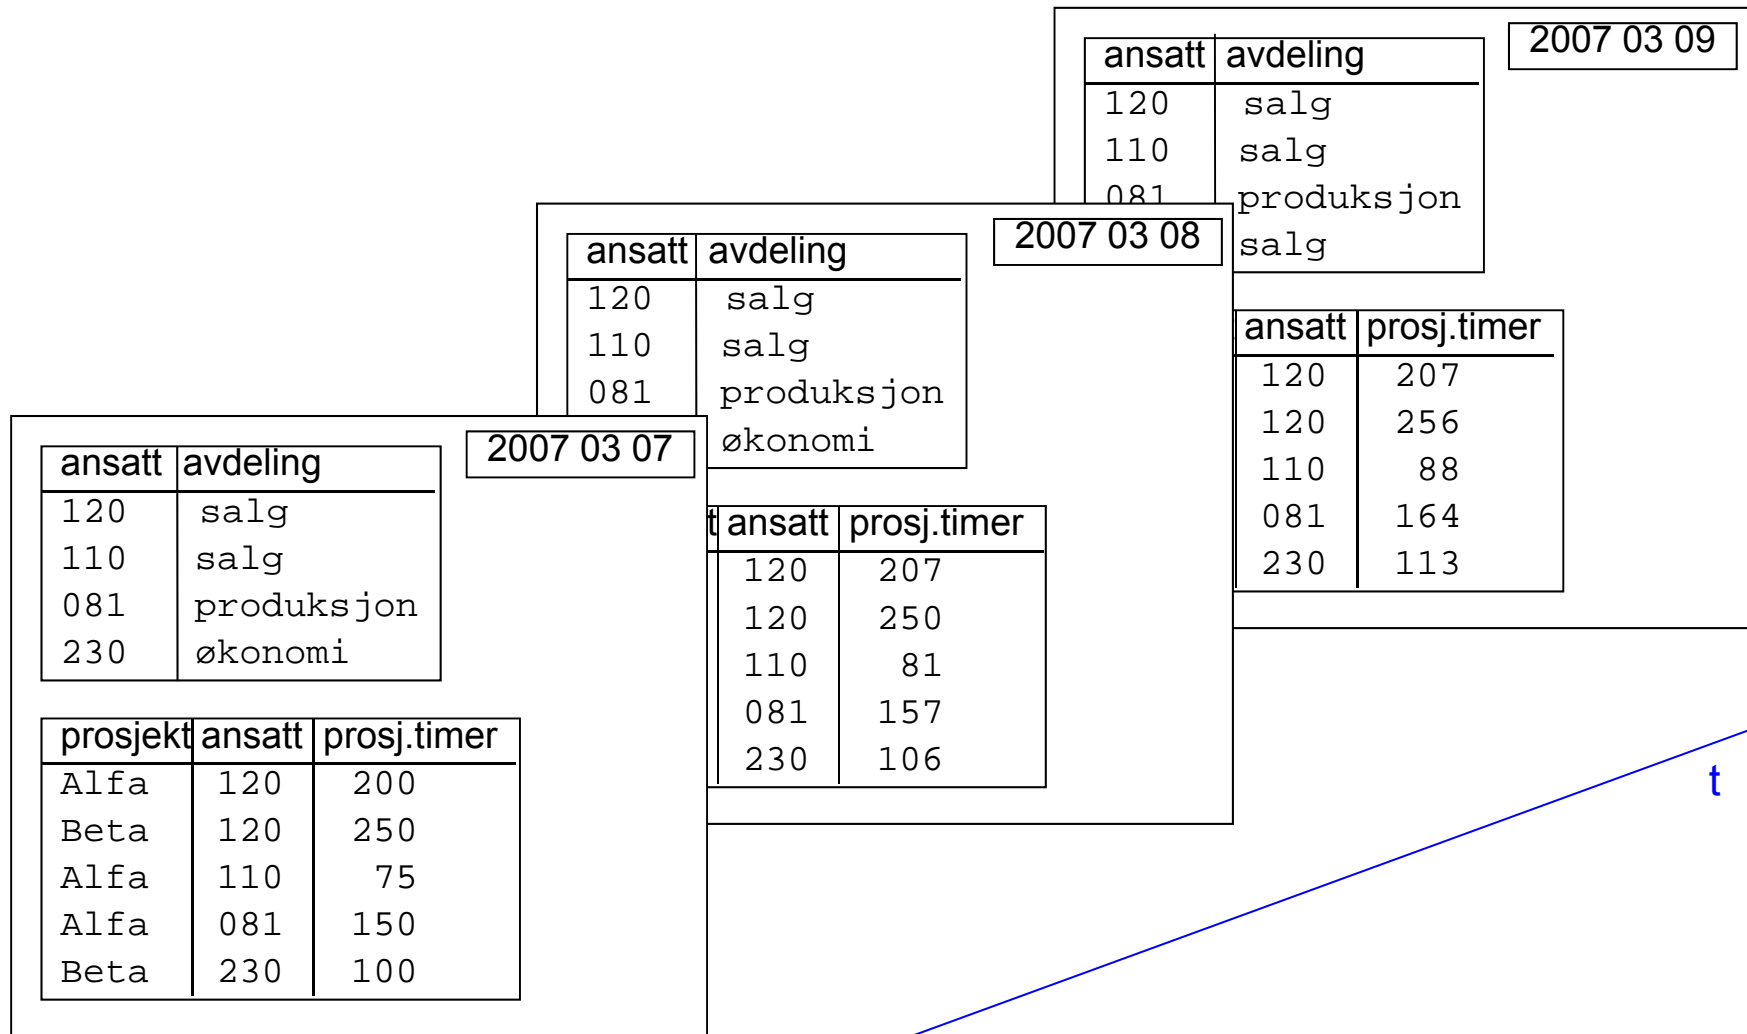 2007 03 09
ansatt avdeling
120 salg
110 salg
081 produksjon
salg
ansatt prosj.timer
120 207
120 256
110 88
081 164
230 113
2007 03 08
ansatt avdeling
120 salg
110 salg
081 produksjon
økonomi
t ansatt prosj.timer
120 207
120 250
110 81
081 157
230 106
2007 03 07
ansatt avdeling
120 salg
110 salg
081 produksjon
230 økonomi
prosjekt ansatt prosj.timer
Alfa 120 200
Beta 120 250
Alfa 110 75
Alfa 081 150
Beta 230 100
t